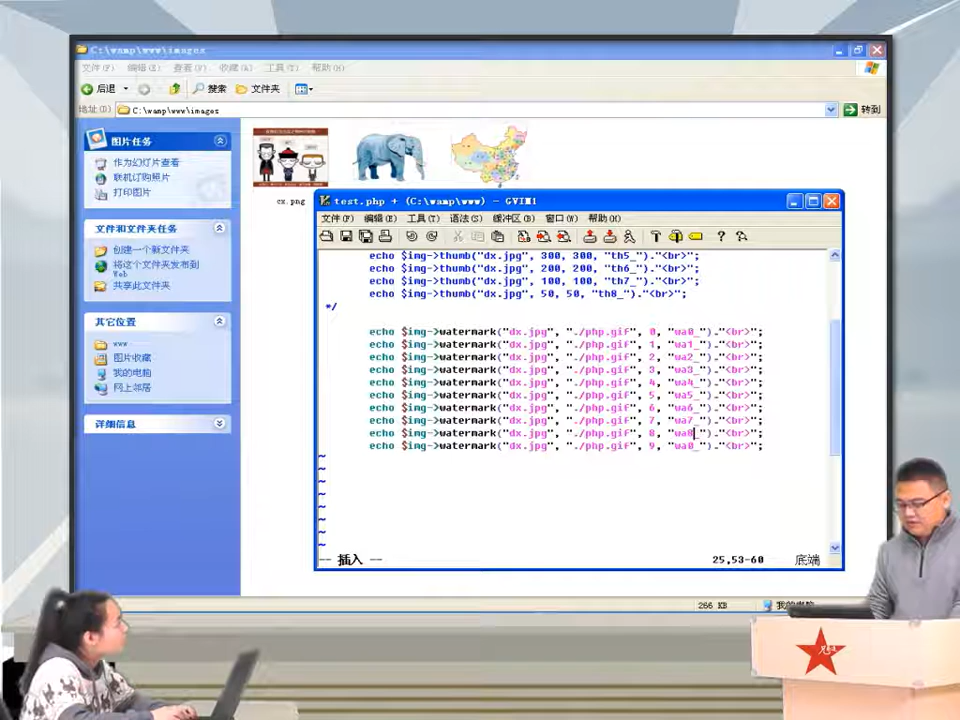 C:\wamp\www\images
文件(F) 编辑(E) 查看(V) 收藏(A) 工具(T) 帮助(H)
后退 搜索 文件夹
地址(D) C:\wamp\www\images 转到
图片任务
作为幻灯片查看
联机订购照片
打印图片
文件和文件夹任务
创建一个新文件夹
将这个文件夹发布到
Web
共享此文件夹
其它位置
www
图片收藏
我的电脑
网上邻居
详细信息
cx.png
test.php + (C:\wamp\www) - GVIM1
文件(F) 编辑(E) 工具(T) 语法(S) 缓冲区(B) 窗口(W) 帮助(H)
echo $img->thumb("dx.jpg", 300, 300, "th5_")."<br>";
echo $img->thumb("dx.jpg", 200, 200, "th6_")."<br>";
echo $img->thumb("dx.jpg", 100, 100, "th7_")."<br>";
echo $img->thumb("dx.jpg", 50, 50, "th8_")."<br>";
*/
echo $img->watermark("dx.jpg", "./php.gif", 0, "wa0_")."<br>";
echo $img->watermark("dx.jpg", "./php.gif", 1, "wa1_")."<br>";
echo $img->watermark("dx.jpg", "./php.gif", 2, "wa2_")."<br>";
echo $img->watermark("dx.jpg", "./php.gif", 3, "wa3_")."<br>";
echo $img->watermark("dx.jpg", "./php.gif", 4, "wa4_")."<br>";
echo $img->watermark("dx.jpg", "./php.gif", 5, "wa5_")."<br>";
echo $img->watermark("dx.jpg", "./php.gif", 6, "wa6_")."<br>";
echo $img->watermark("dx.jpg", "./php.gif", 7, "wa7_")."<br>";
echo $img->watermark("dx.jpg", "./php.gif", 8, "wa8_")."<br>";
echo $img->watermark("dx.jpg", "./php.gif", 9, "wa0_")."<br>";
~
~
~
~
~
~
~
~
-- 插入 -- 25,53-60 底端
266 KB 我的电脑